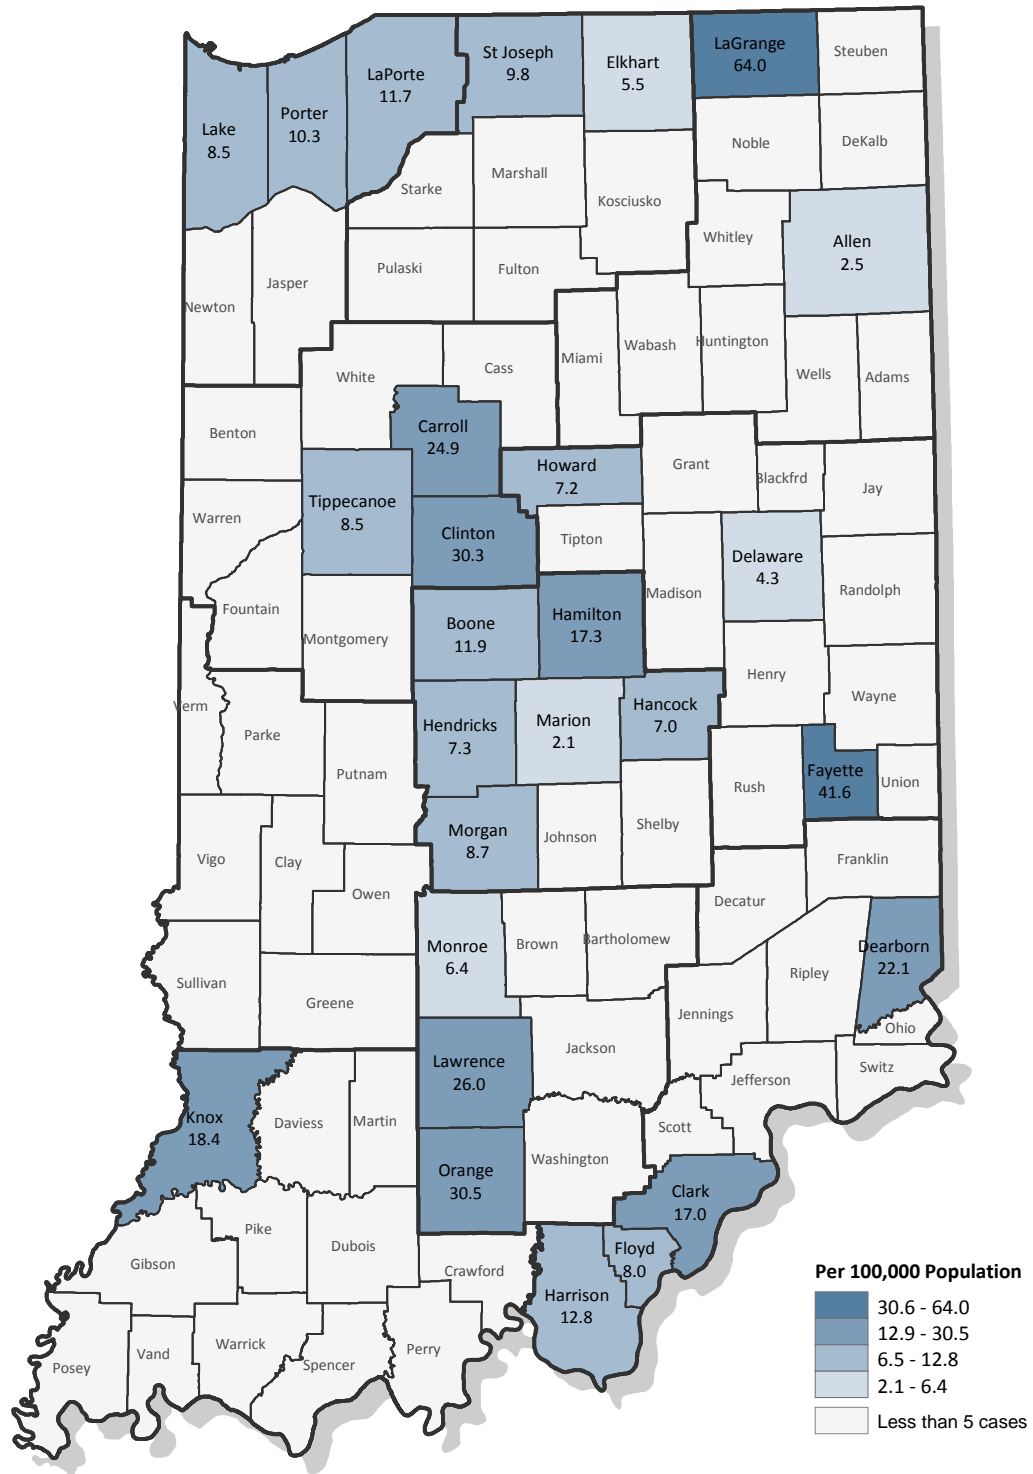 LaGrange
64.0
Steuben
St Joseph
9.8
Elkhart
5.5
LaPorte
11.7
Porter
10.3
Lake
8.5
Noble
DeKalb
Marshall
Starke
Kosciusko
Whitley
Allen
2.5
Pulaski
Fulton
Jasper
Newton
Miami
Wabash
Huntington
Wells
Adams
White
Cass
Carroll
24.9
Benton
Howard
7.2
Grant
Blackfrd
Jay
Tippecanoe
8.5
Warren
Clinton
30.3
Tipton
Delaware
4.3
Madison
Randolph
Fountain
Montgomery
Boone
11.9
Hamilton
17.3
Henry
Wayne
Verm
Parke
Hendricks
7.3
Marion
2.1
Hancock
7.0
Putnam
Rush
Fayette
41.6
Union
Morgan
8.7
Johnson
Shelby
Vigo
Clay
Owen
Franklin
Decatur
Monroe
6.4
Brown
Bartholomew
Dearborn
22.1
Ripley
Sullivan
Greene
Jennings
Ohio
Lawrence
26.0
Jackson
Jefferson
Switz
Knox
18.4
Daviess
Martin
Scott
Orange
30.5
Washington
Clark
17.0
Pike
Dubois
Gibson
Crawford
Floyd
8.0
Harrison
12.8
Posey
Vand
Warrick
Spencer
Perry
Per 100,000 Population
30.6 - 64.0
12.9 - 30.5
6.5 - 12.8
2.1 - 6.4
Less than 5 cases